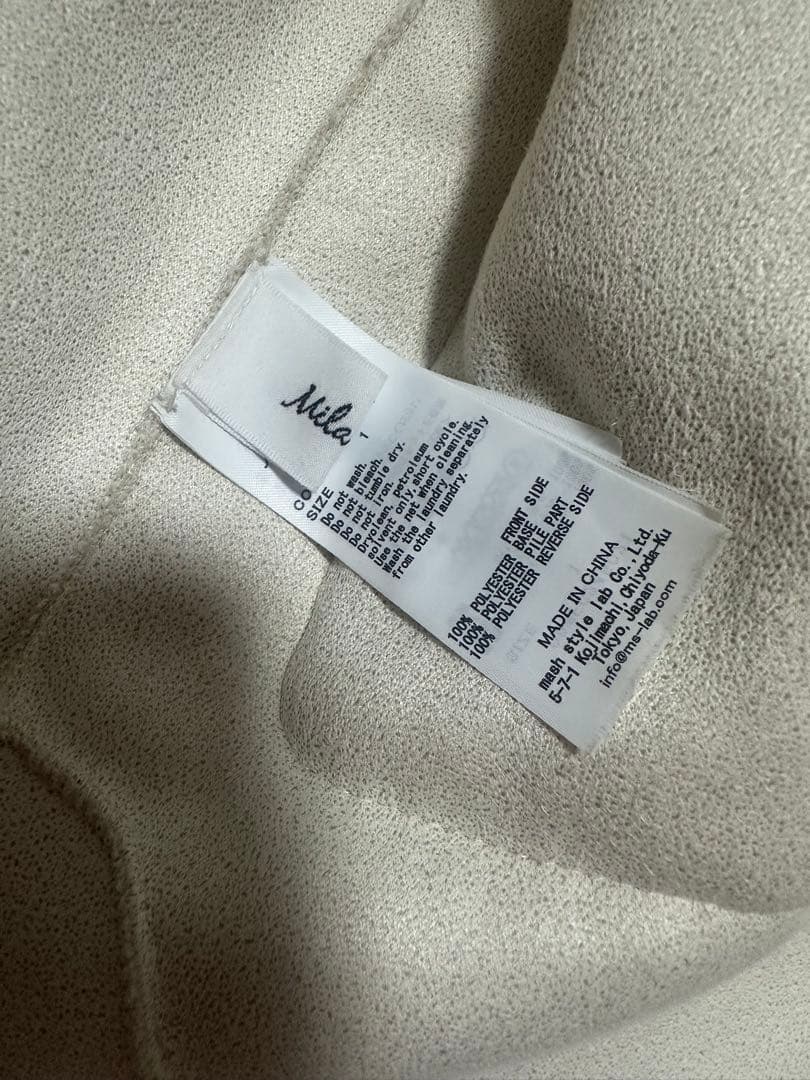 Mila
CO
SIZE 1
Do not wash.
Do not bleach.
Do not tumble dry.
Do not iron.
Dryclean, petroleum
solvent only,short cycle.
Use the net when cleaning.
Wash the laundry separately
from other laundry.
FRONT SIDE
100% POLYESTER BASE
100% POLYESTER PILE PART
100% POLYESTER REVERSE SIDE
MADE IN CHINA
mash style lab Co., Ltd.
5-7-1 Kojimachi, Chiyoda-Ku
Tokyo, Japan
info@ms-lab.com